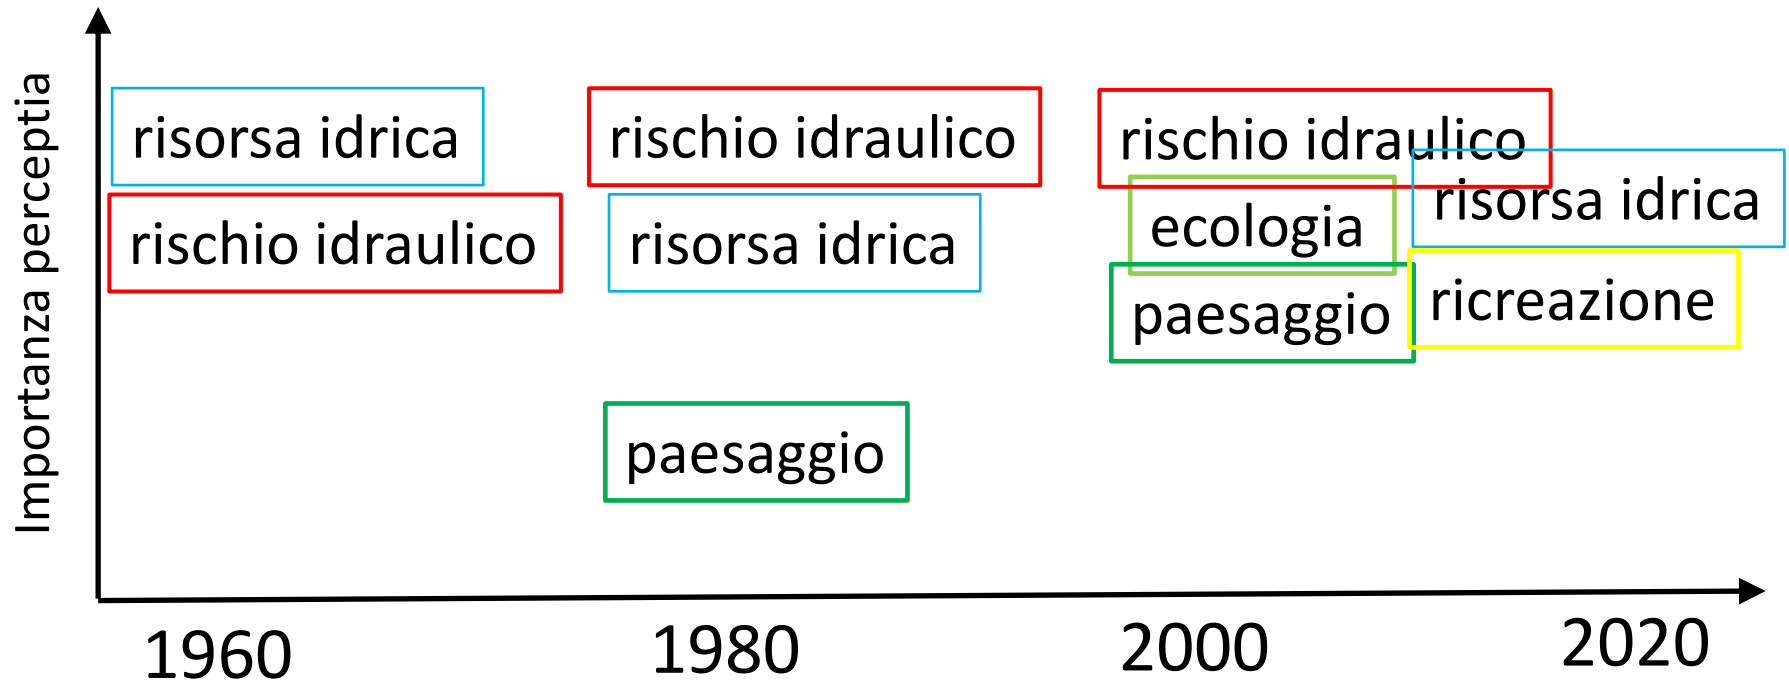 Importanza perceptia
risorsa idrica
rischio idraulico
rischio idraulico
risorsa idrica
paesaggio
rischio idraulico
risorsa idrica
ecologia
paesaggio
ricreazione
1960
1980
2000
2020